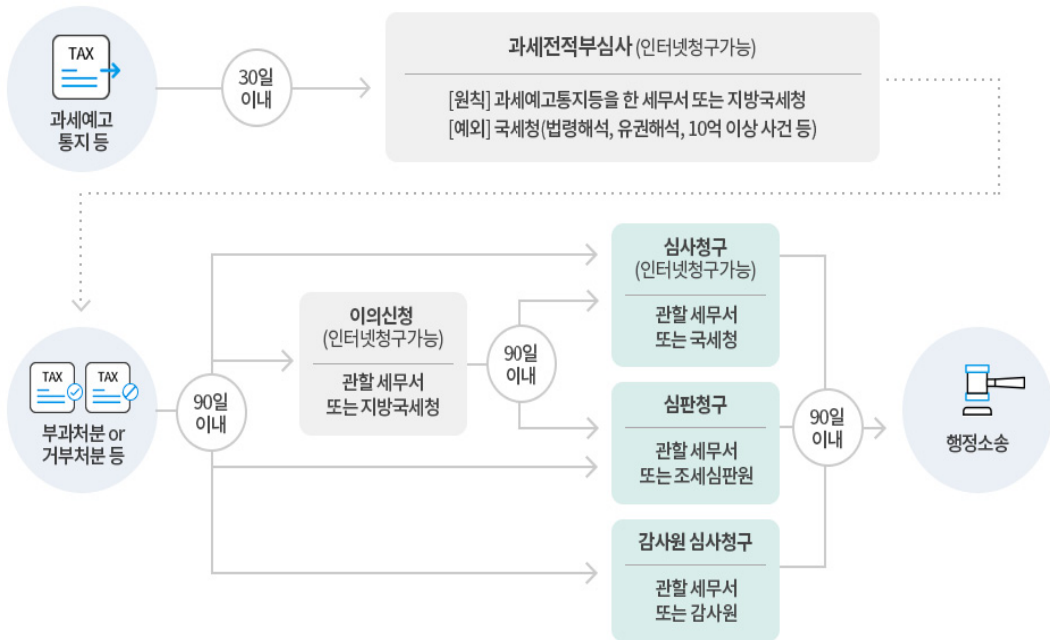 TAX
과세예고
통지 등
30일
이내
과세전적부심사 (인터넷청구가능)
[원칙] 과세예고통지등을 한 세무서 또는 지방국세청
[예외] 국세청(법령해석, 유권해석, 10억 이상 사건 등)
TAX TAX
부과처분 or
거부처분 등
90일
이내
이의신청
(인터넷청구가능)
관할 세무서
또는 지방국세청
90일
이내
심사청구
(인터넷청구가능)
관할 세무서
또는 국세청
심판청구
관할 세무서
또는 조세심판원
감사원 심사청구
관할 세무서
또는 감사원
90일
이내
행정소송